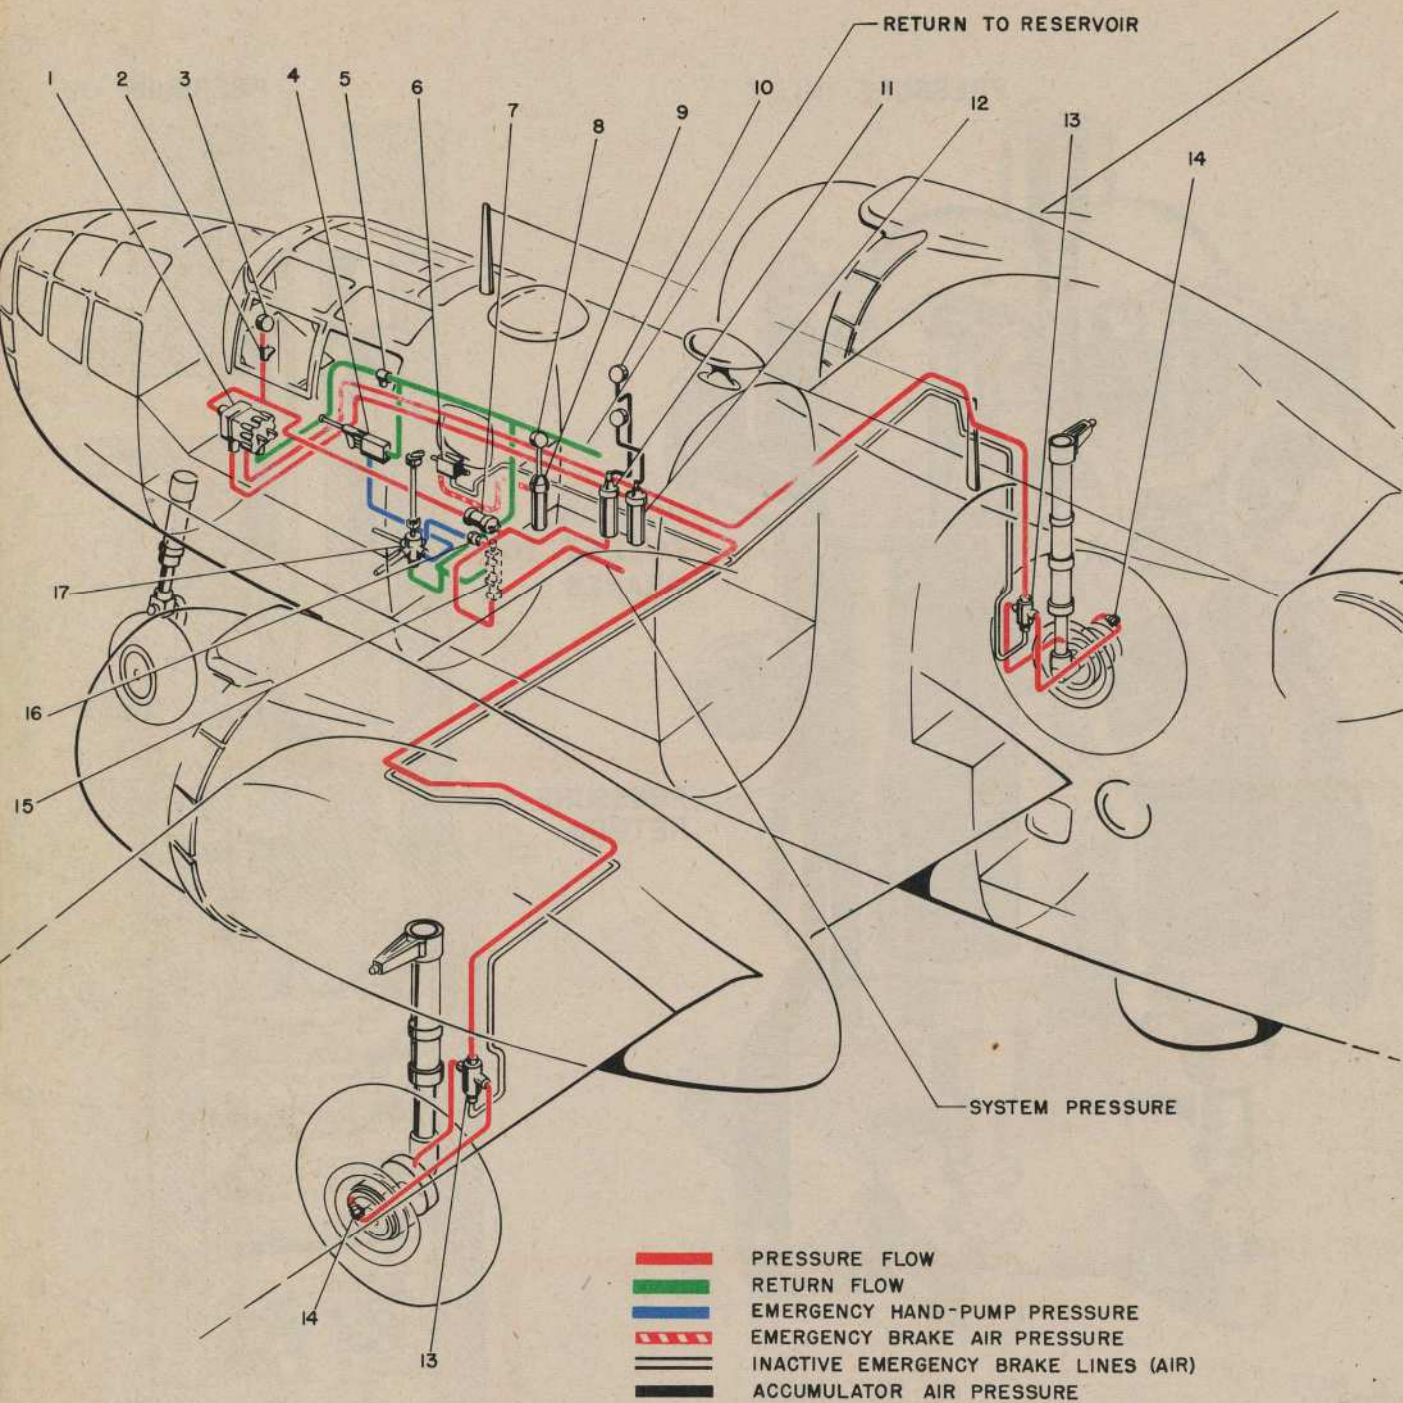 RETURN TO RESERVOIR
1
2
3
4
5
6
7
8
9
10
11
12
13
14
17
16
15
SYSTEM PRESSURE
14
13
PRESSURE FLOW
RETURN FLOW
EMERGENCY HAND-PUMP PRESSURE
EMERGENCY BRAKE AIR PRESSURE
INACTIVE EMERGENCY BRAKE LINES (AIR)
ACCUMULATOR AIR PRESSURE